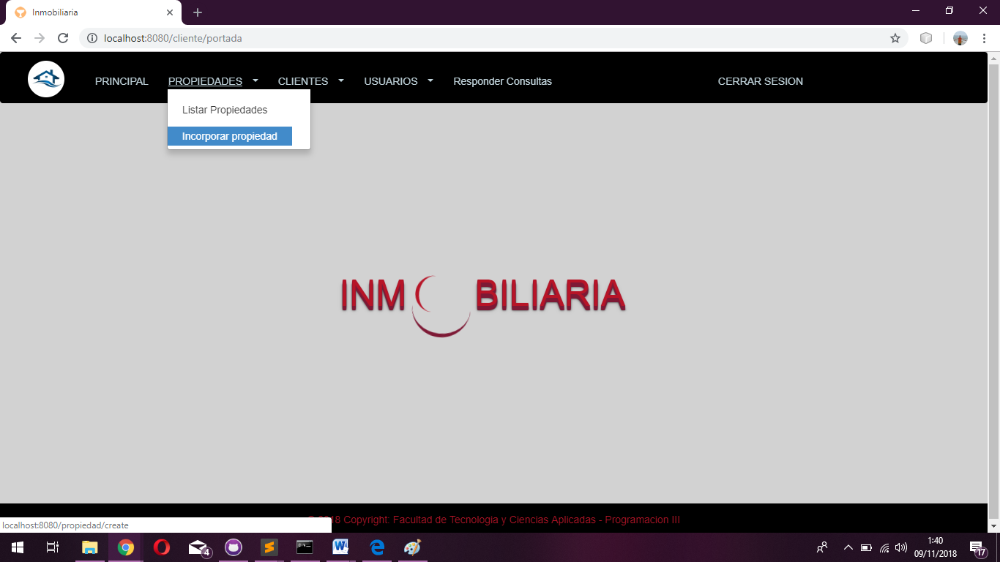 Inmobiliaria
localhost:8080/cliente/portada
PRINCIPAL PROPIEDADES CLIENTES USUARIOS Responder Consultas CERRAR SESION
Listar Propiedades
Incorporar propiedad
INM BILIARIA
18 Copyright: Facultad de Tecnologia y Ciencias Aplicadas - Programacion III
localhost:8080/propiedad/create
4
1:40
09/11/2018
17